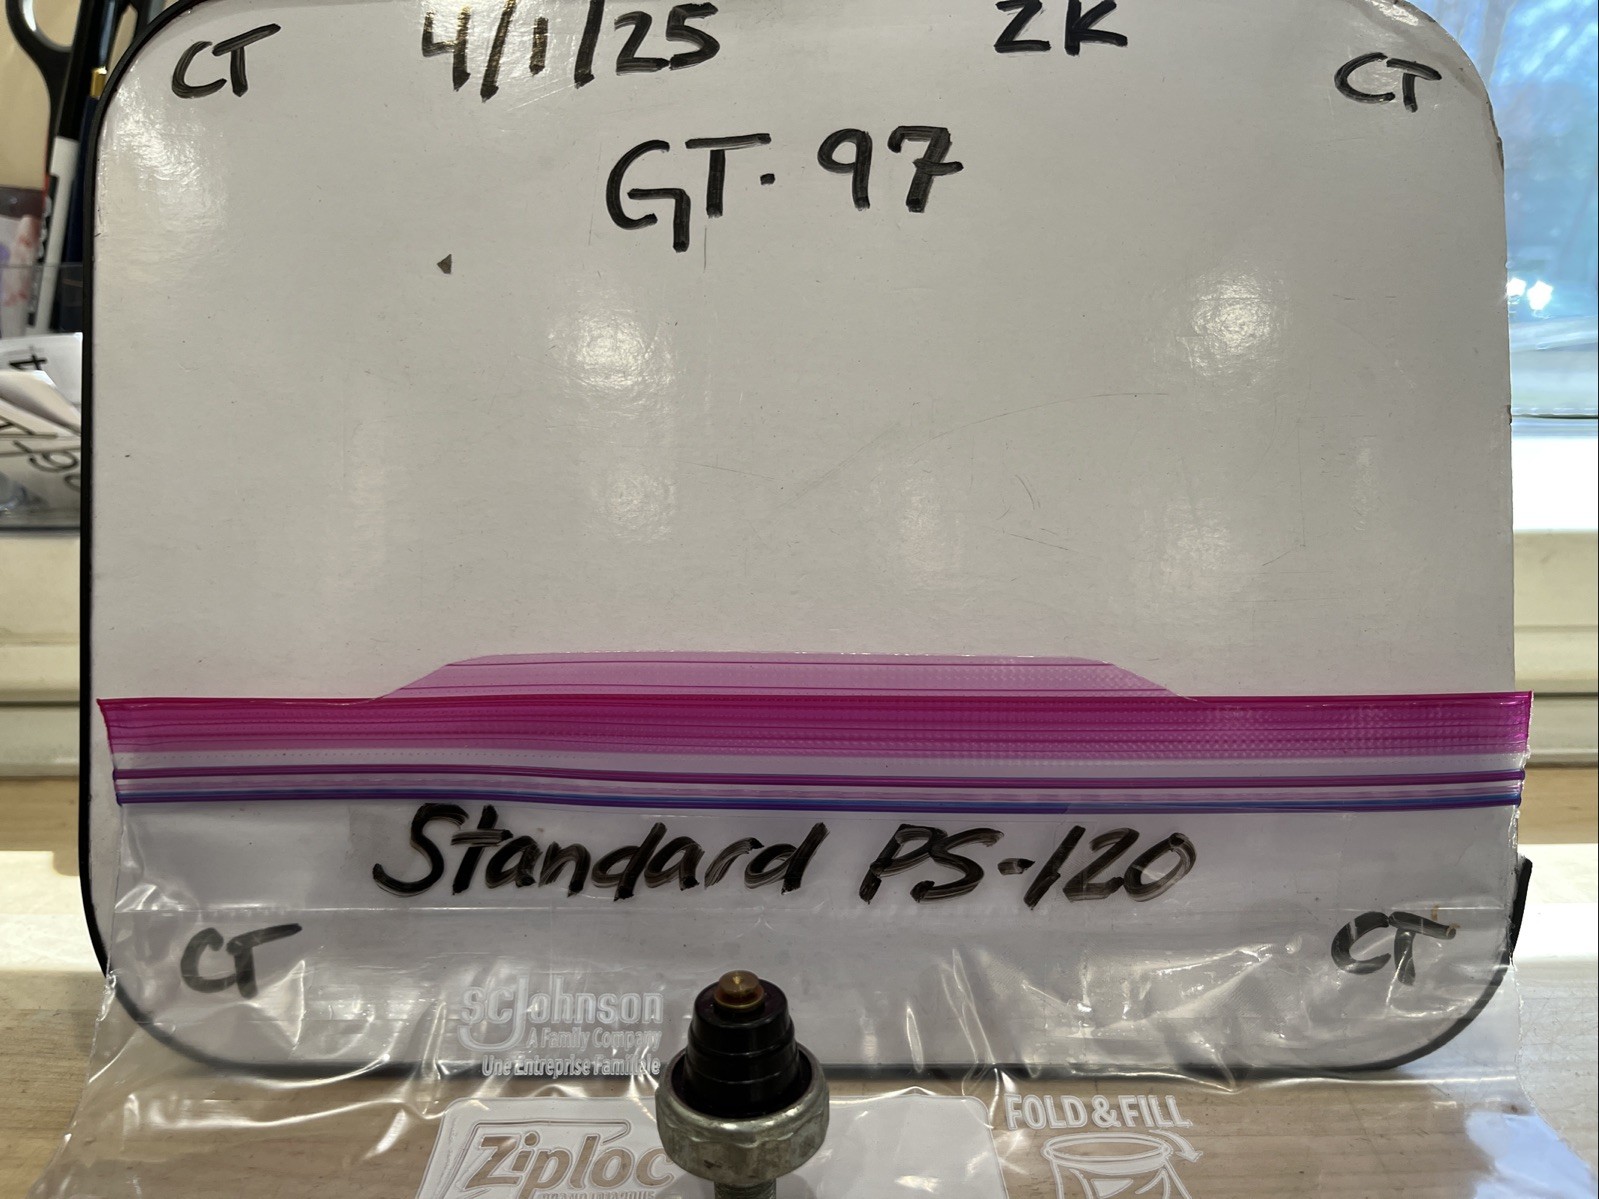 CT 4/1/25 ZK CT
GT-97
Standard PS-120
CT CT
SC Johnson
A Family Company
Une Entreprise Familiale
FOLD & FILL
Ziploc